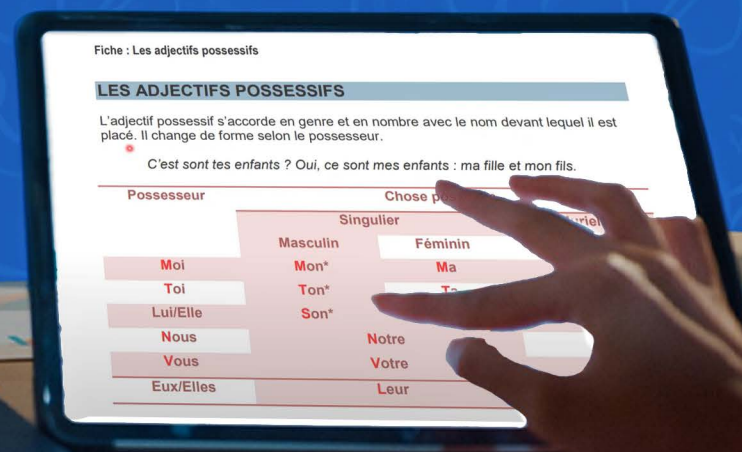 Fiche : Les adjectifs possessifs
LES ADJECTIFS POSSESSIFS
L'adjectif possessif s'accorde en genre et en nombre avec le nom devant lequel il est
placé. Il change de forme selon le possesseur.
C'est sont tes enfants ? Oui, ce sont mes enfants : ma fille et mon fils.
Possesseur Chose
Singulier
Masculin Féminin
Moi Mon* Ma
Toi Ton* Ta
Lui/Elle Son*
Nous Notre
Vous Votre
Eux/Elles Leur